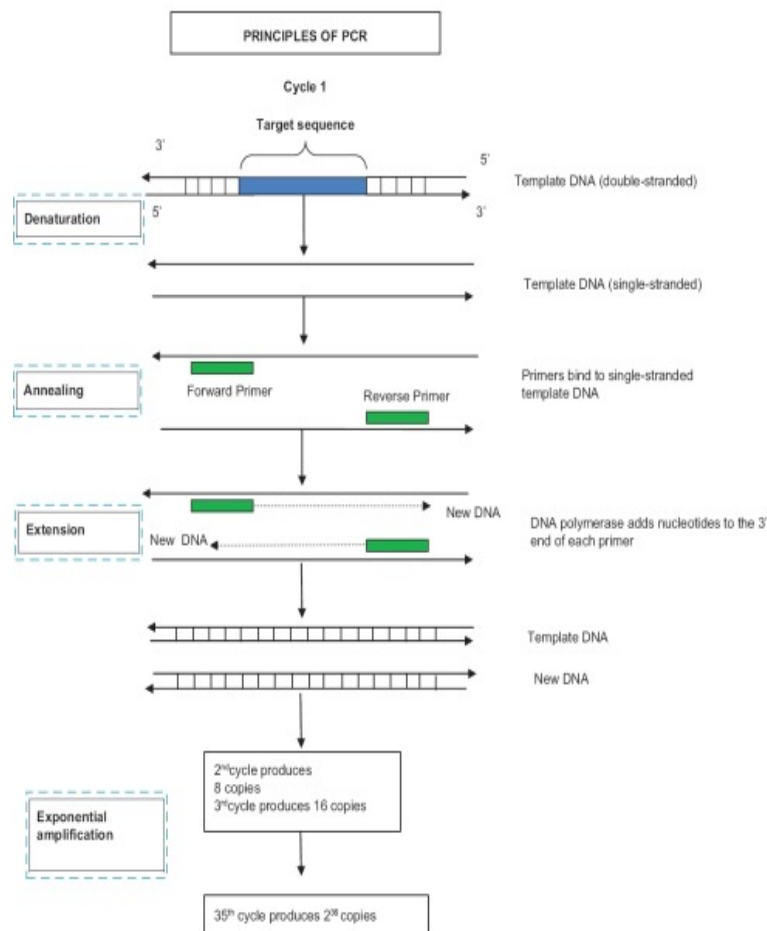 PRINCIPLES OF PCR
Cycle 1
Target sequence
3'
5'
Template DNA (double-stranded)
5'
3'
Denaturation
Template DNA (single-stranded)
Annealing
Forward Primer
Reverse Primer
Primers bind to single-stranded
template DNA
Extension
New DNA
New DNA
DNA polymerase adds nucleotides to the 3'
end of each primer
Template DNA
New DNA
2nd cycle produces
8 copies
3rd cycle produces 16 copies
Exponential
amplification
35th cycle produces 2³⁶ copies